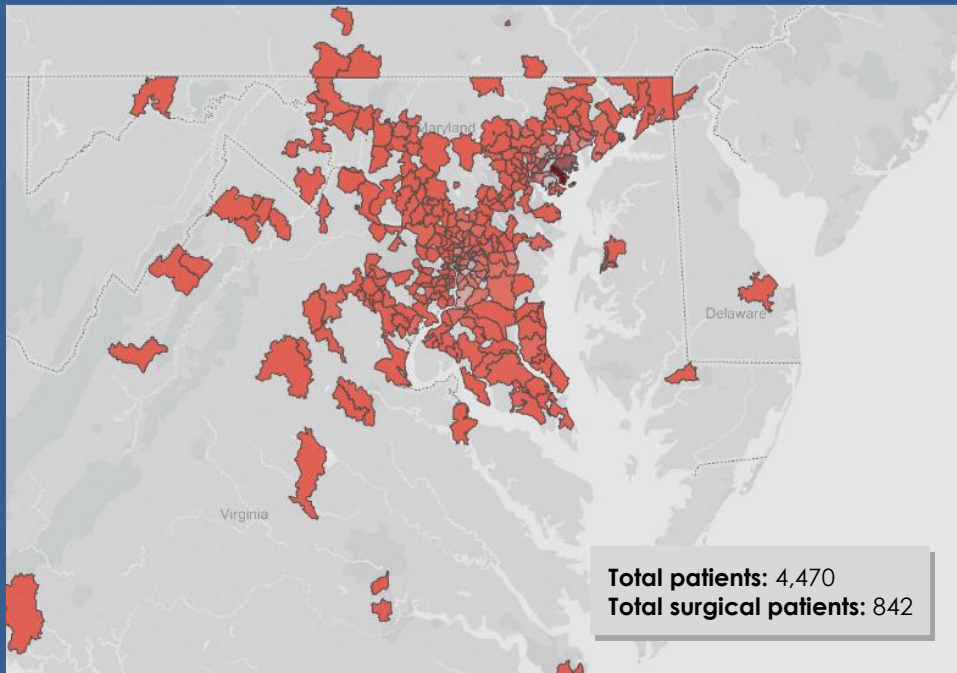 Maryland
Delaware
Virginia
Total patients: 4,470
Total surgical patients: 842